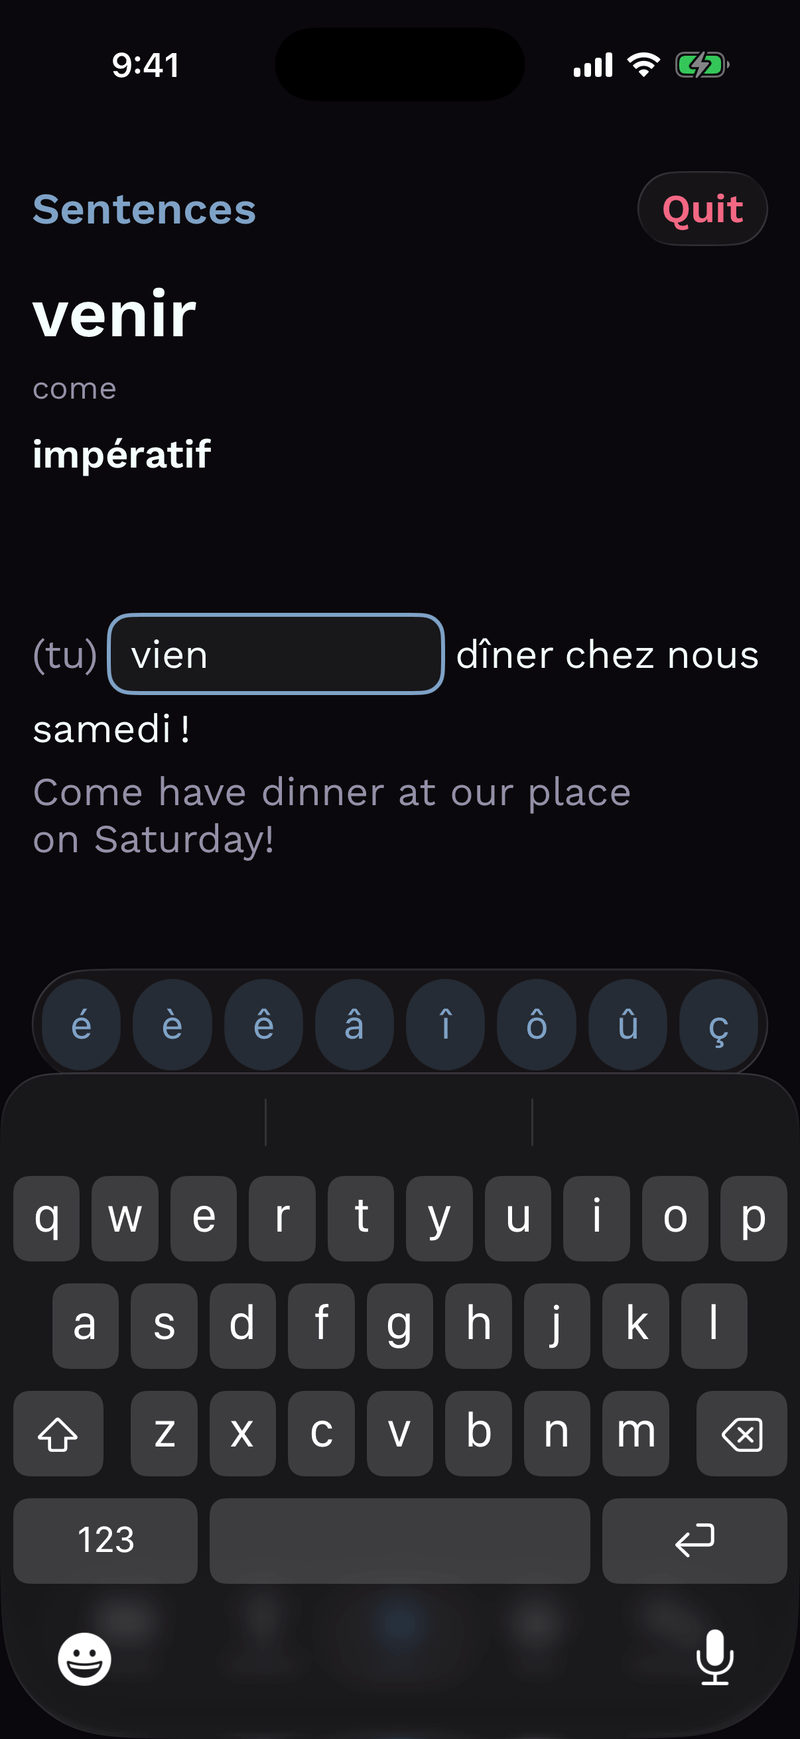 9:41
Sentences
Quit
venir
come
impératif
(tu) vien dîner chez nous
samedi !
Come have dinner at our place
on Saturday!
é è ê â î ô û ç
q w e r t y u i o p
a s d f g h j k l
z x c v b n m
123